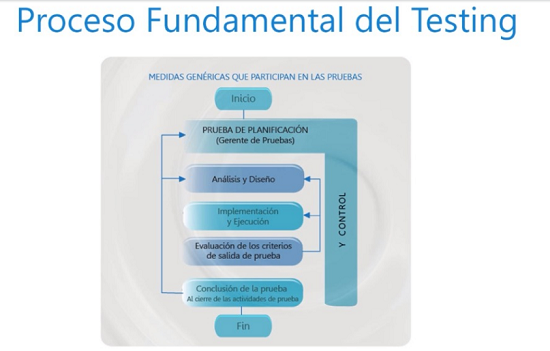 Proceso Fundamental del Testing
MEDIDAS GENÉRICAS QUE PARTICIPAN EN LAS PRUEBAS
Inicio
PRUEBA DE PLANIFICACIÓN
(Gerente de Pruebas)
Análisis y Diseño
Implementación
y Ejecución
Evaluación de los criterios
de salida de prueba
Y CONTROL
Conclusión de la prueba
Al cierre de las actividades de prueba
Fin